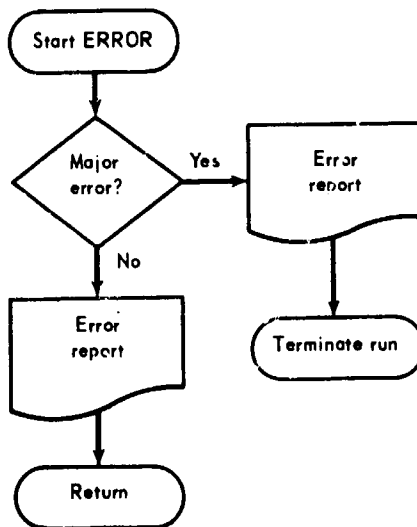 Start ERROR
Major
error?
Yes
Error
report
No
Error
report
Terminate run
Return